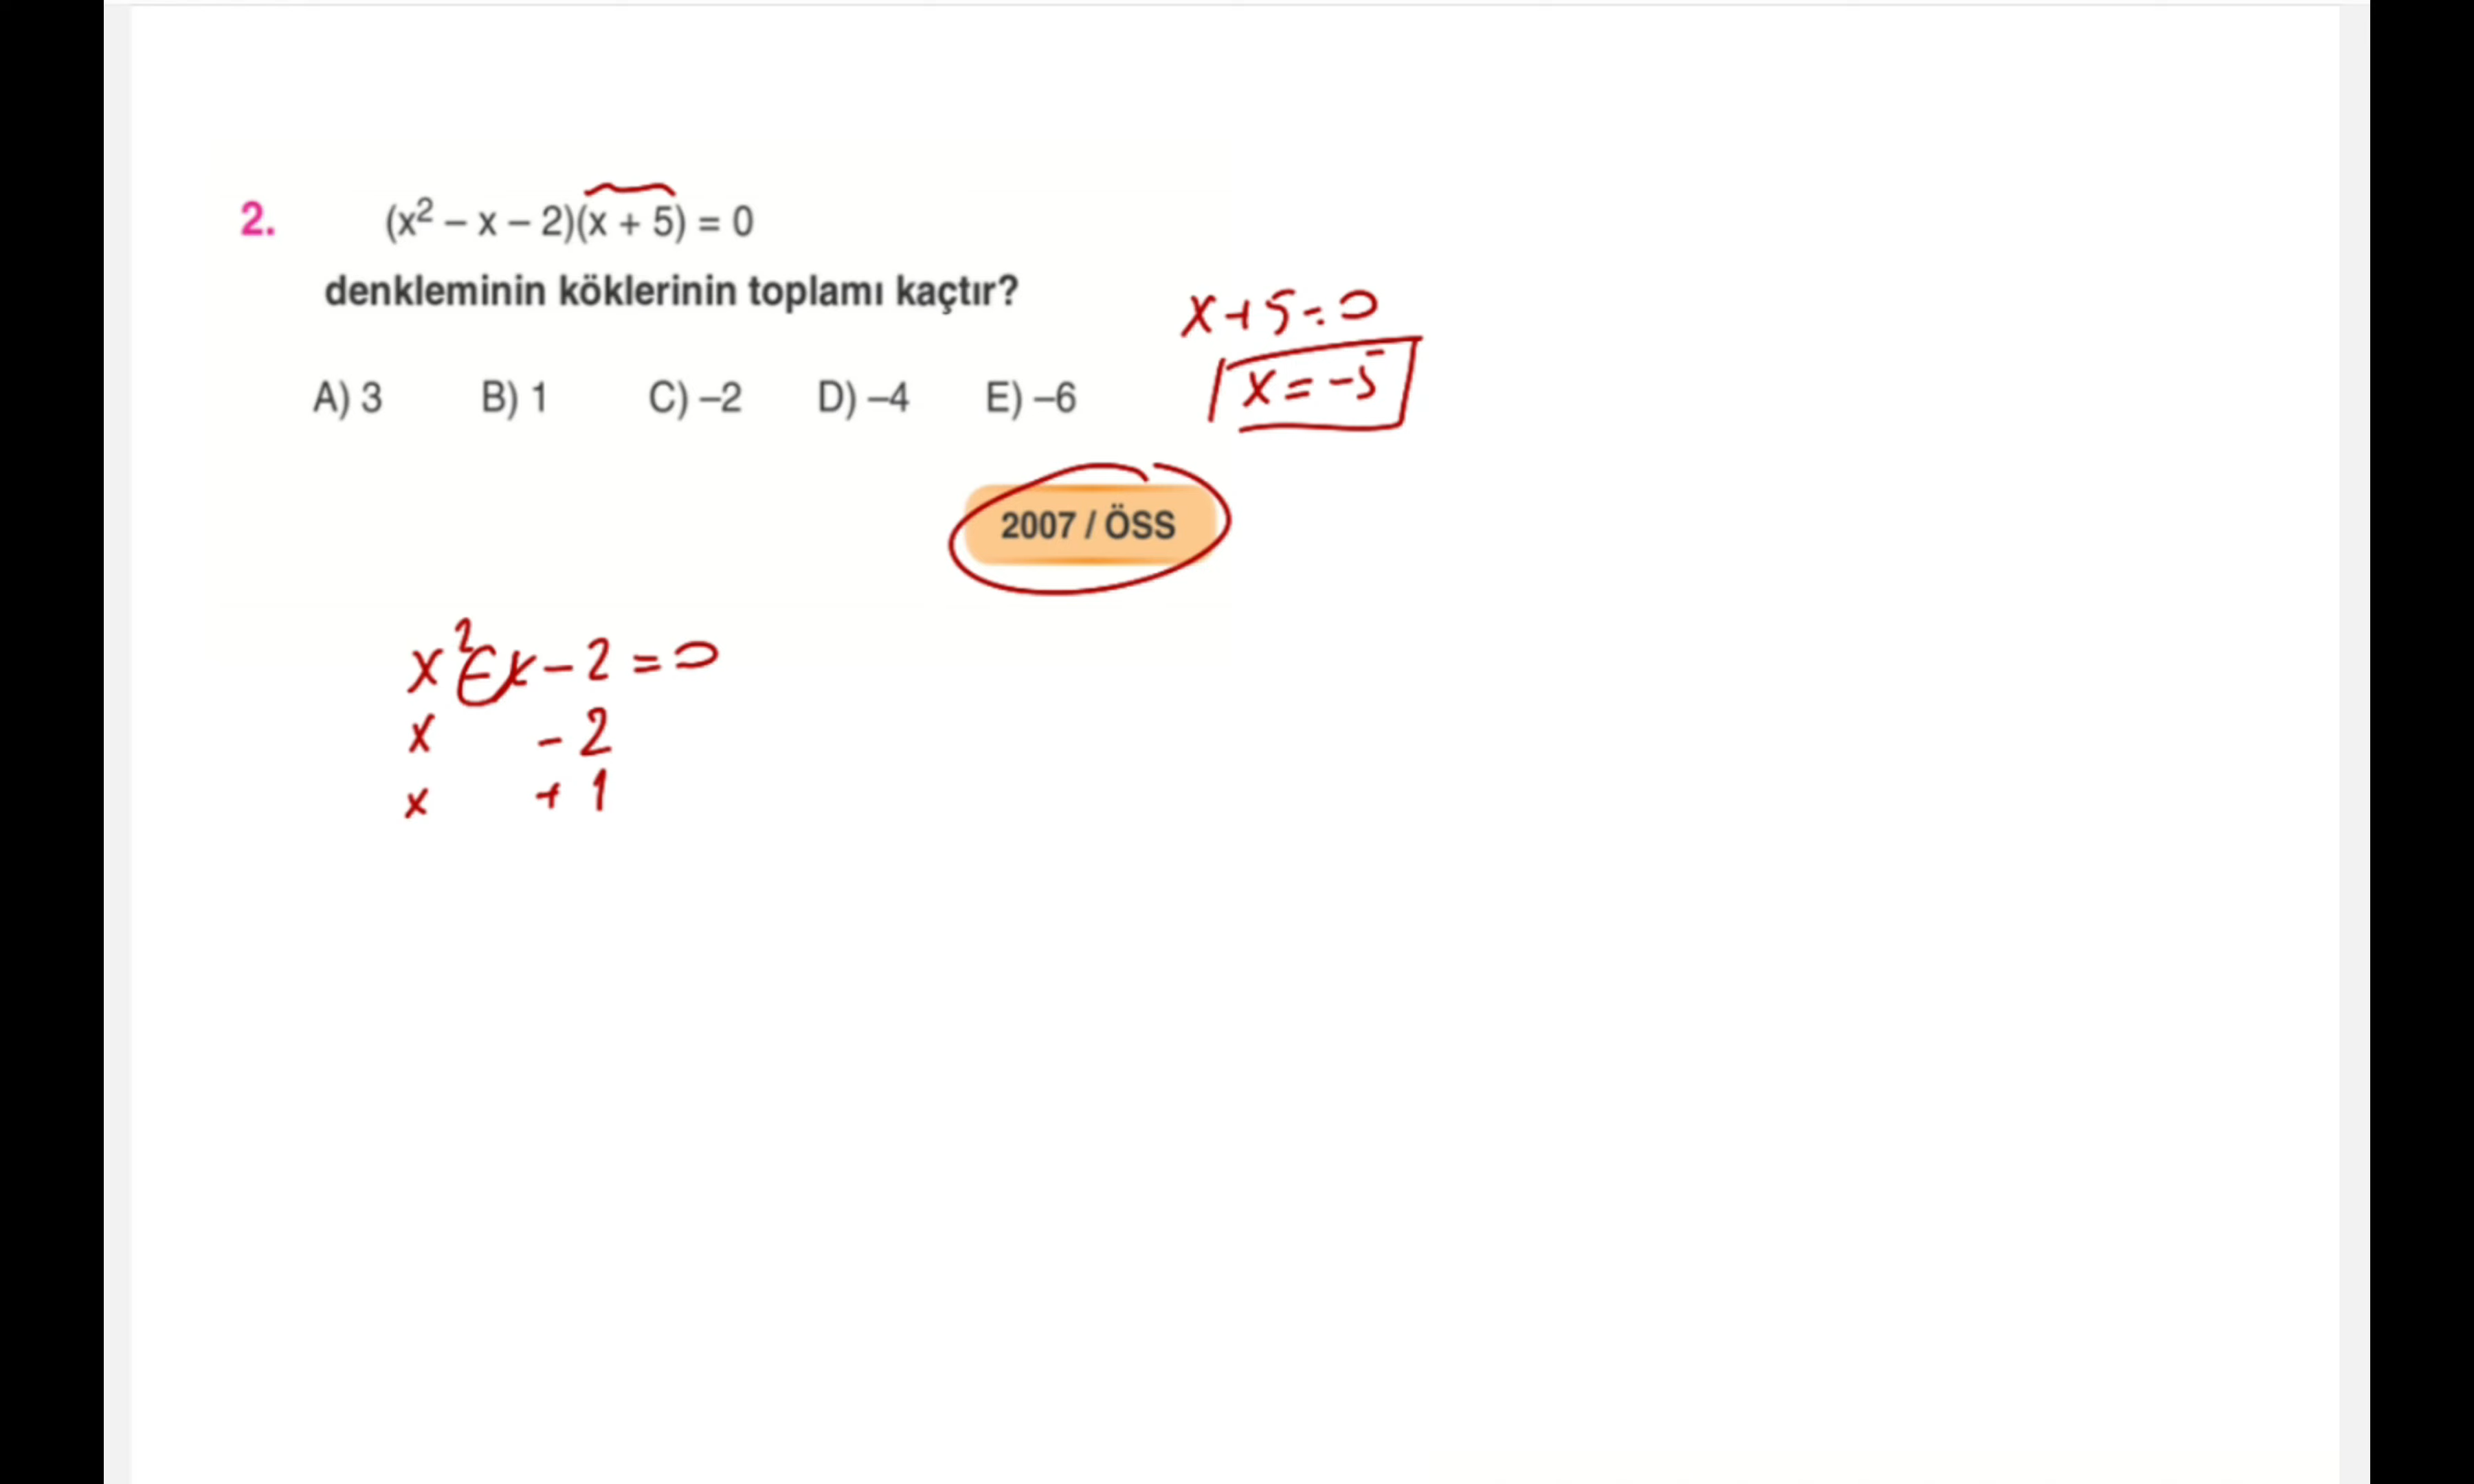 2. (x² – x – 2)(x + 5) = 0
denkleminin köklerinin toplamı kaçtır?
A) 3 B) 1 C) –2 D) –4 E) –6
x+5=0
x=-5
2007 / ÖSS
x²-x-2=0
x -2
x +1